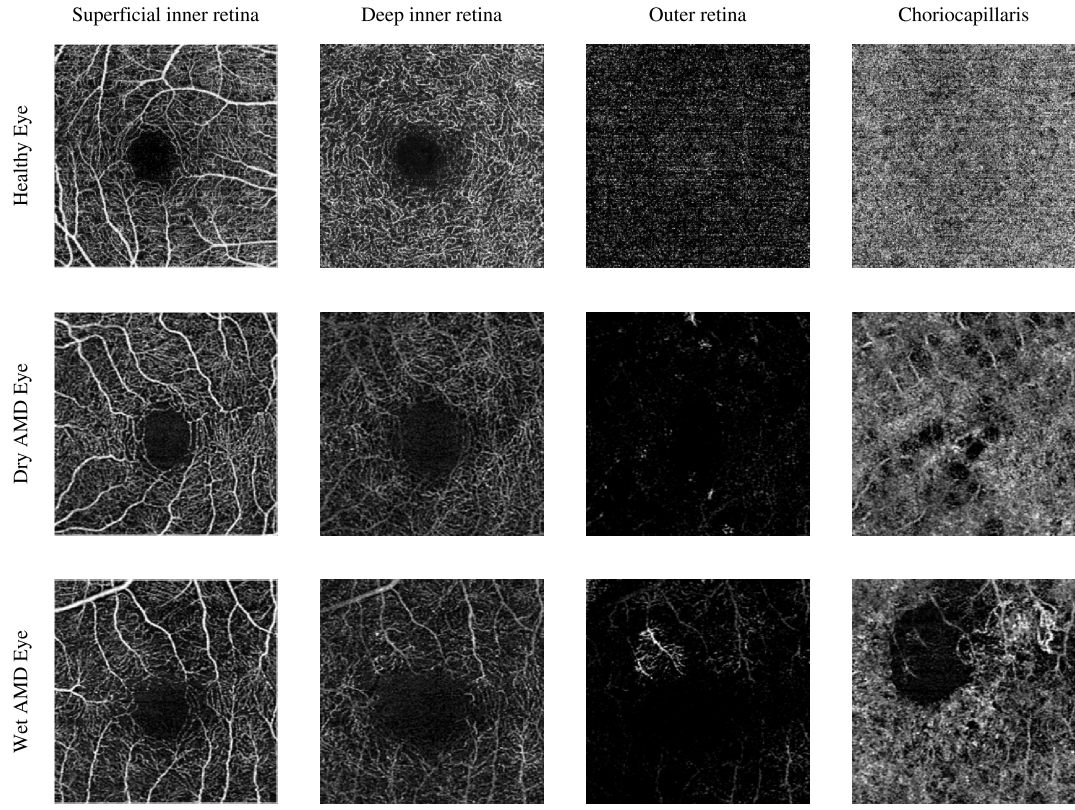 Superficial inner retina
Deep inner retina
Outer retina
Choriocapillaris
Healthy Eye
Dry AMD Eye
Wet AMD Eye